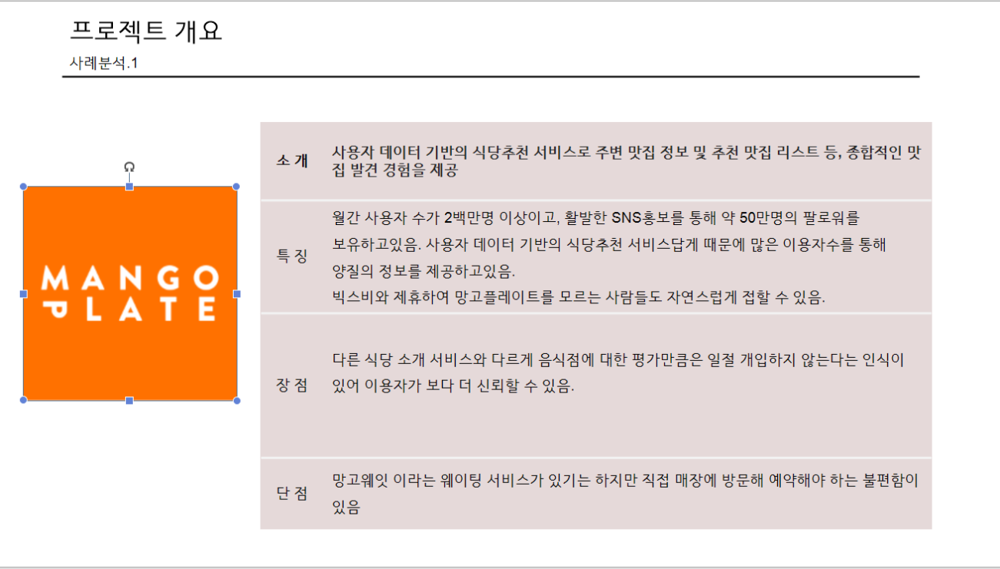 프로젝트 개요
사례분석.1
MANGO
PLATE
소 개
사용자 데이터 기반의 식당추천 서비스로 주변 맛집 정보 및 추천 맛집 리스트 등, 종합적인 맛
집 발견 경험을 제공
특 징
월간 사용자 수가 2백만명 이상이고, 활발한 SNS홍보를 통해 약 50만명의 팔로워를
보유하고있음. 사용자 데이터 기반의 식당추천 서비스답게 때문에 많은 이용자수를 통해
양질의 정보를 제공하고있음.
빅스비와 제휴하여 망고플레이트를 모르는 사람들도 자연스럽게 접할 수 있음.
장 점
다른 식당 소개 서비스와 다르게 음식점에 대한 평가만큼은 일절 개입하지 않는다는 인식이
있어 이용자가 보다 더 신뢰할 수 있음.
단 점
망고웨잇 이라는 웨이팅 서비스가 있기는 하지만 직접 매장에 방문해 예약해야 하는 불편함이
있음